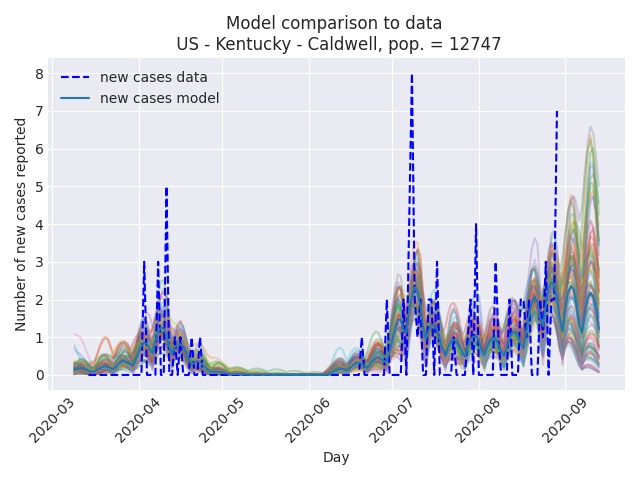 Model comparison to data
US - Kentucky - Caldwell, pop. = 12747
8
7
6
5
4
3
2
1
0
Number of new cases reported
new cases data
new cases model
2020-03
2020-04
2020-05
2020-06
2020-07
2020-08
2020-09
Day